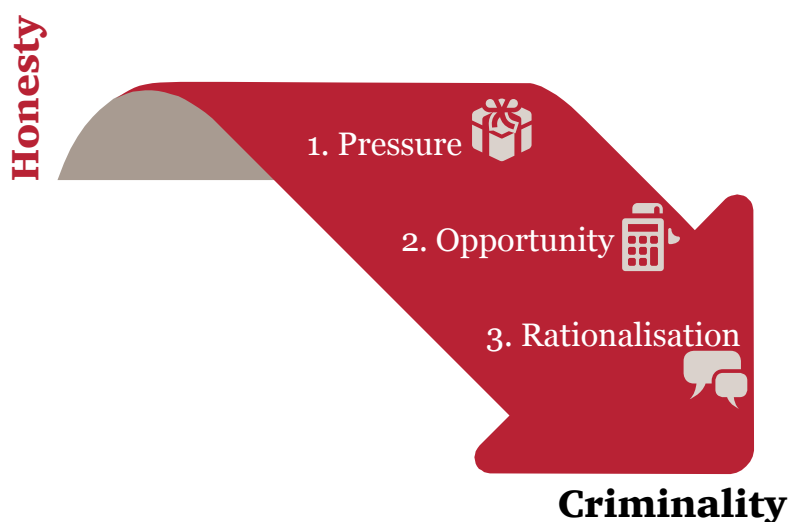 Honesty
1. Pressure
2. Opportunity
3. Rationalisation
Criminality